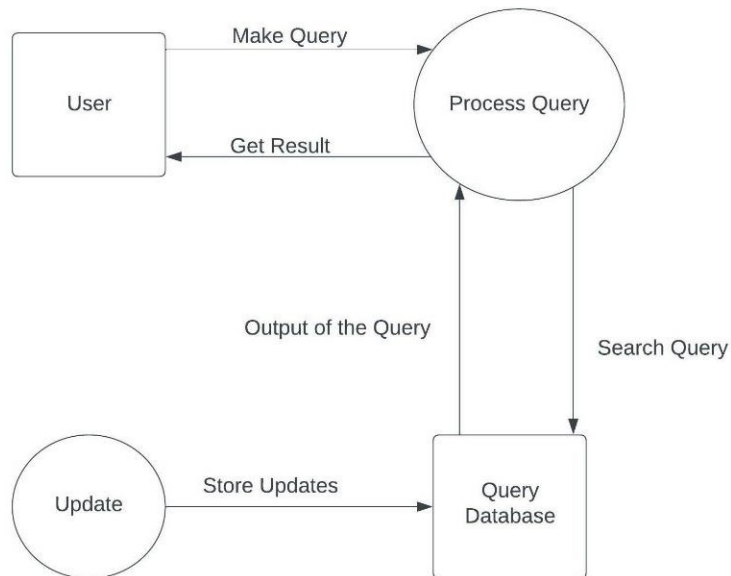 Make Query
User
Process Query
Get Result
Output of the Query
Search Query
Update
Store Updates
Query
Database